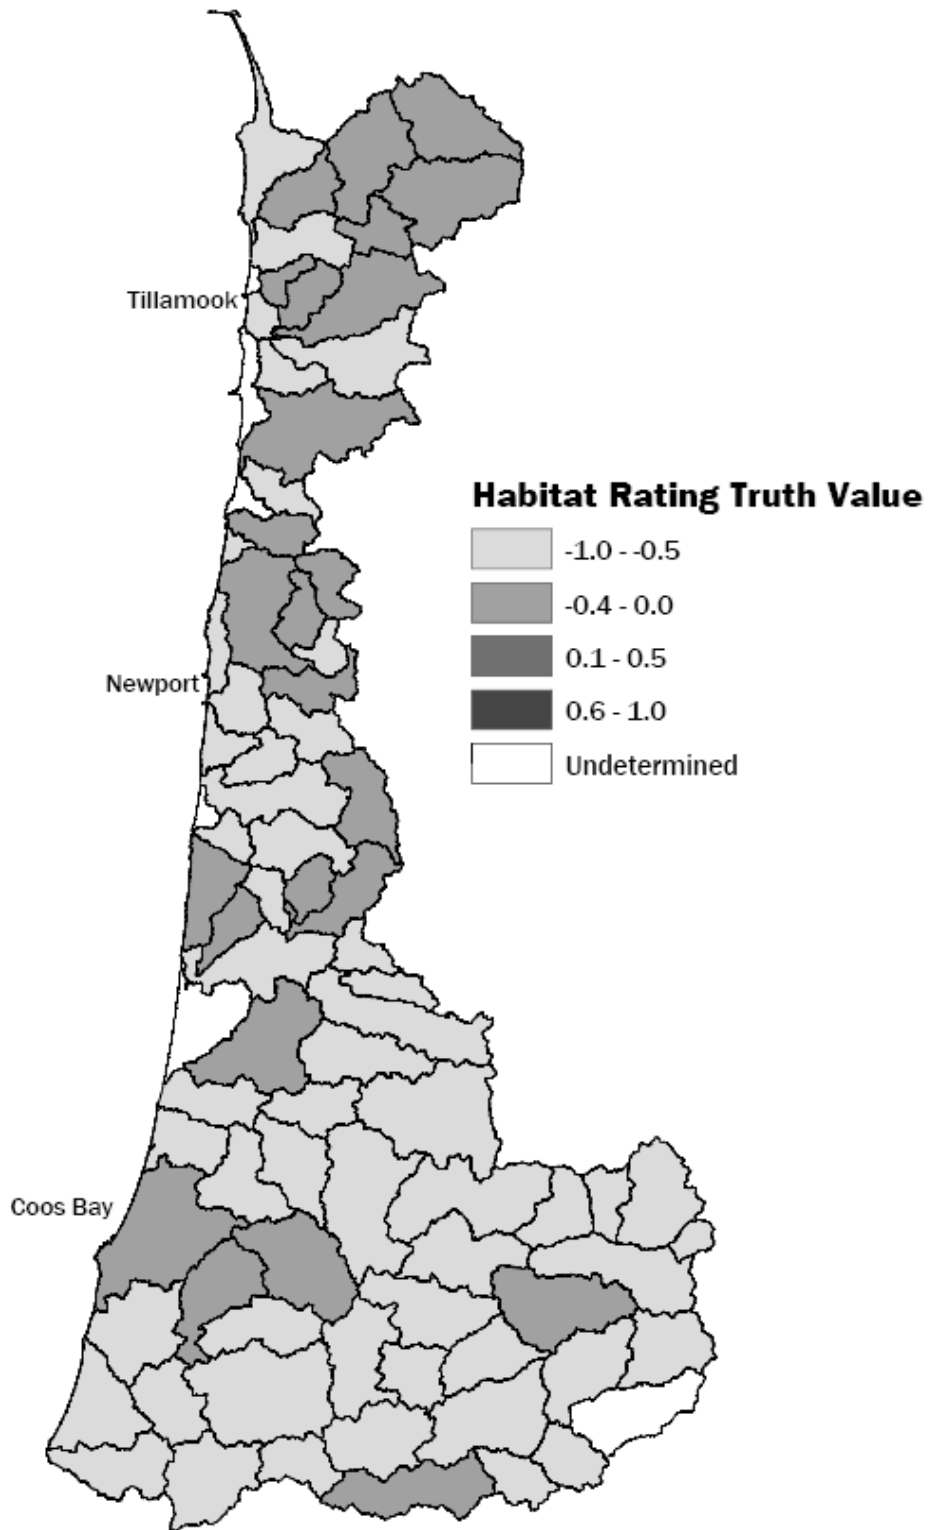 Tillamook
Habitat Rating Truth Value
-1.0 - -0.5
-0.4 - 0.0
0.1 - 0.5
Newport
0.6 - 1.0
Undetermined
Coos Bay